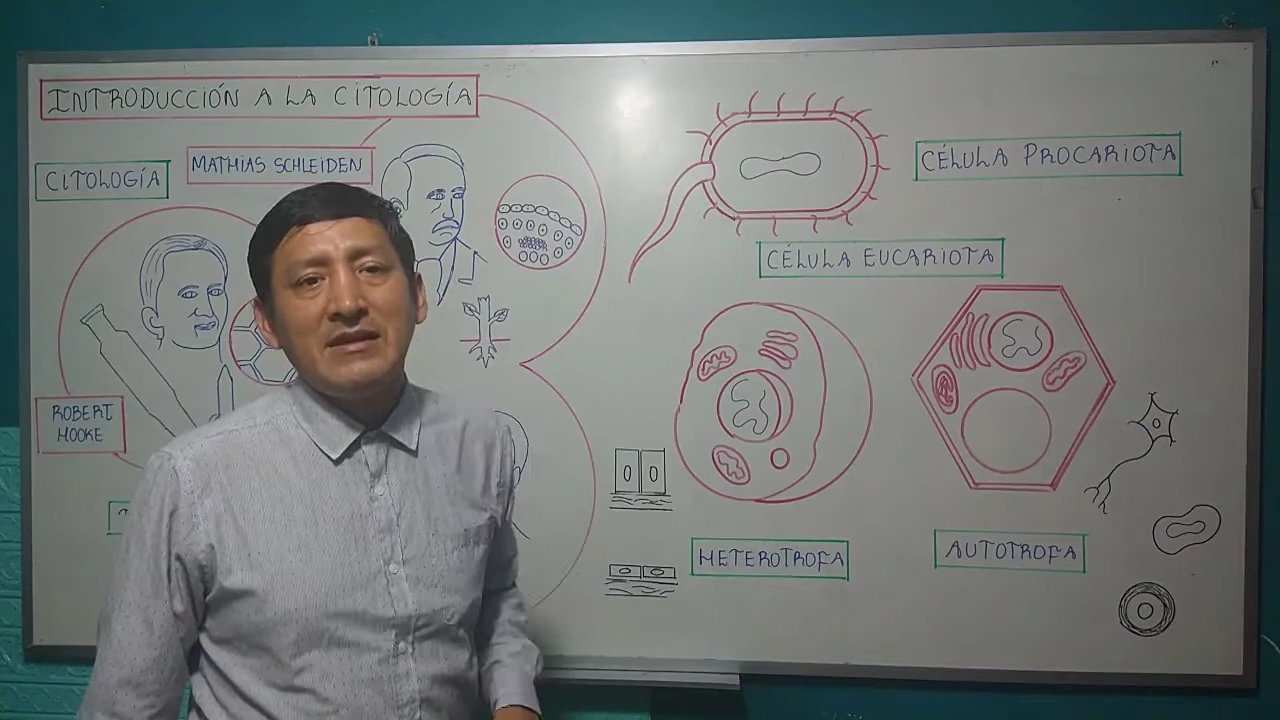 INTRODUCCIÓN A LA CITOLOGÍA
CITOLOGÍA
MATHIAS SCHLEIDEN
ROBERT
HOOKE
CÉLULA PROCARIOTA
CÉLULA EUCARIOTA
HETEROTROFA
AUTOTROFA